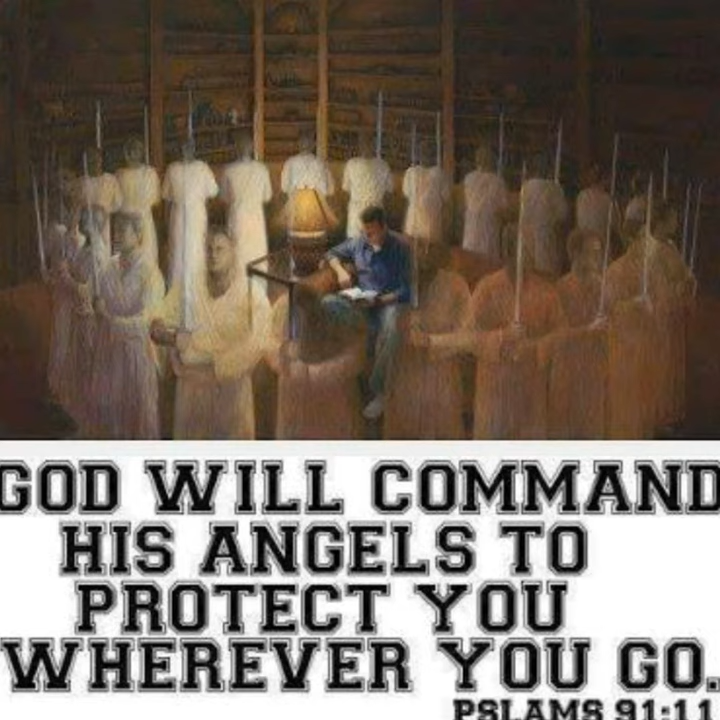 GOD WILL COMMAND
HIS ANGELS TO
PROTECT YOU
WHEREVER YOU GO.
PSLAMS 91:11